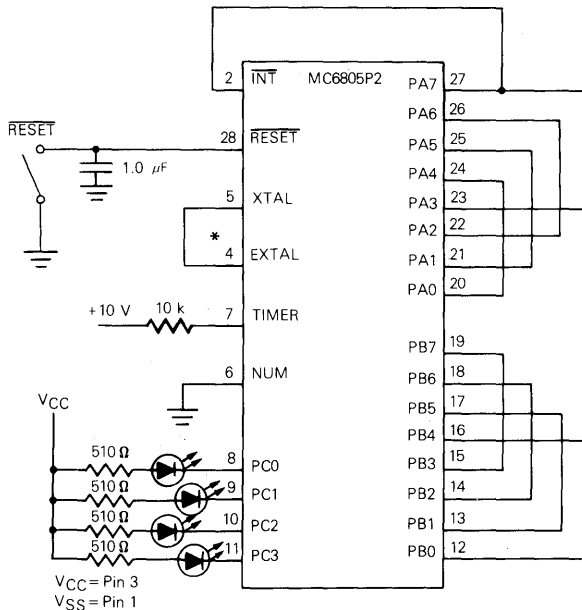 MC6805P2
2 INT PA7 27
PA6 26
RESET
28 RESET PA5 25
1.0 μF
PA4 24
5 XTAL PA3 23
PA2 22
*
4 EXTAL PA1 21
PA0 20
+10 V 10 k 7 TIMER
PB7 19
6 NUM PB6 18
VCC
PB5 17
PB4 16
510 Ω 8 PC0 PB3 15
510 Ω 9 PC1 PB2 14
510 Ω 10 PC2 PB1 13
510 Ω 11 PC3 PB0 12
VCC = Pin 3
VSS = Pin 1